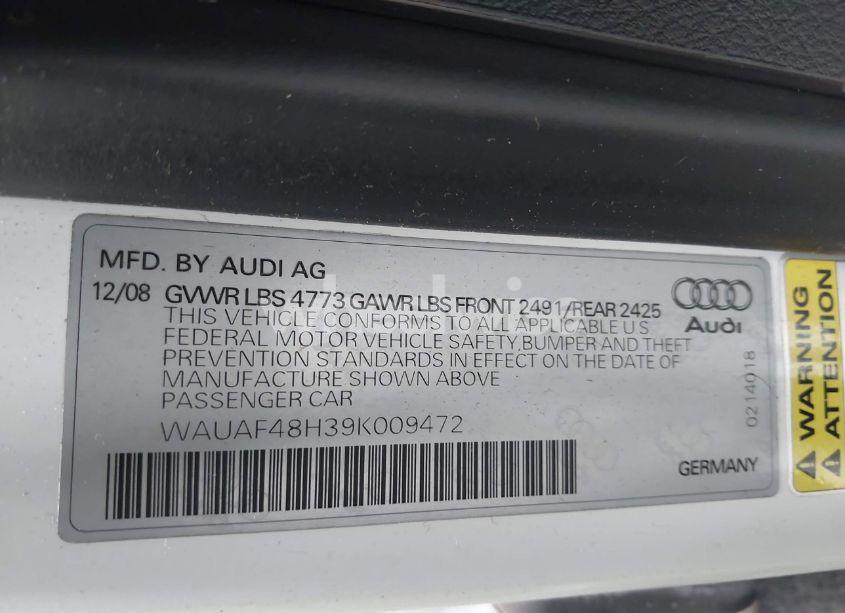 MFD. BY AUDI AG
12/08 GVWR LBS 4773 GAWR LBS FRONT 2491/REAR 2425
THIS VEHICLE CONFORMS TO ALL APPLICABLE U S
FEDERAL MOTOR VEHICLE SAFETY,BUMPER AND THEFT
PREVENTION STANDARDS IN EFFECT ON THE DATE OF
MANUFACTURE SHOWN ABOVE
PASSENGER CAR
WAUAF48H39K009472
Audi
0214018
GERMANY
WARNING
ATTENTION